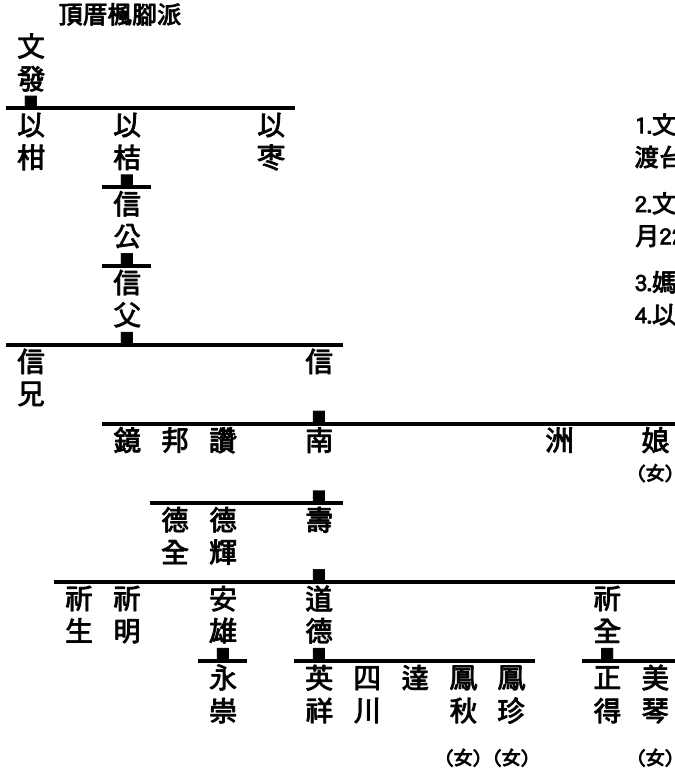 頂厝楓腳派
文發
以柑 以桔 以棗
信公
信父
信兄 信
鏡 邦 讚 南 洲 娘(女)
德全 德輝 壽
祈生 祈明 安雄 道德 祈全
永崇 英祥 四川 達 鳳秋(女) 鳳珍(女) 正得 美琴(女)
1.文
渡台
2.文
月22
3.媽
4.以